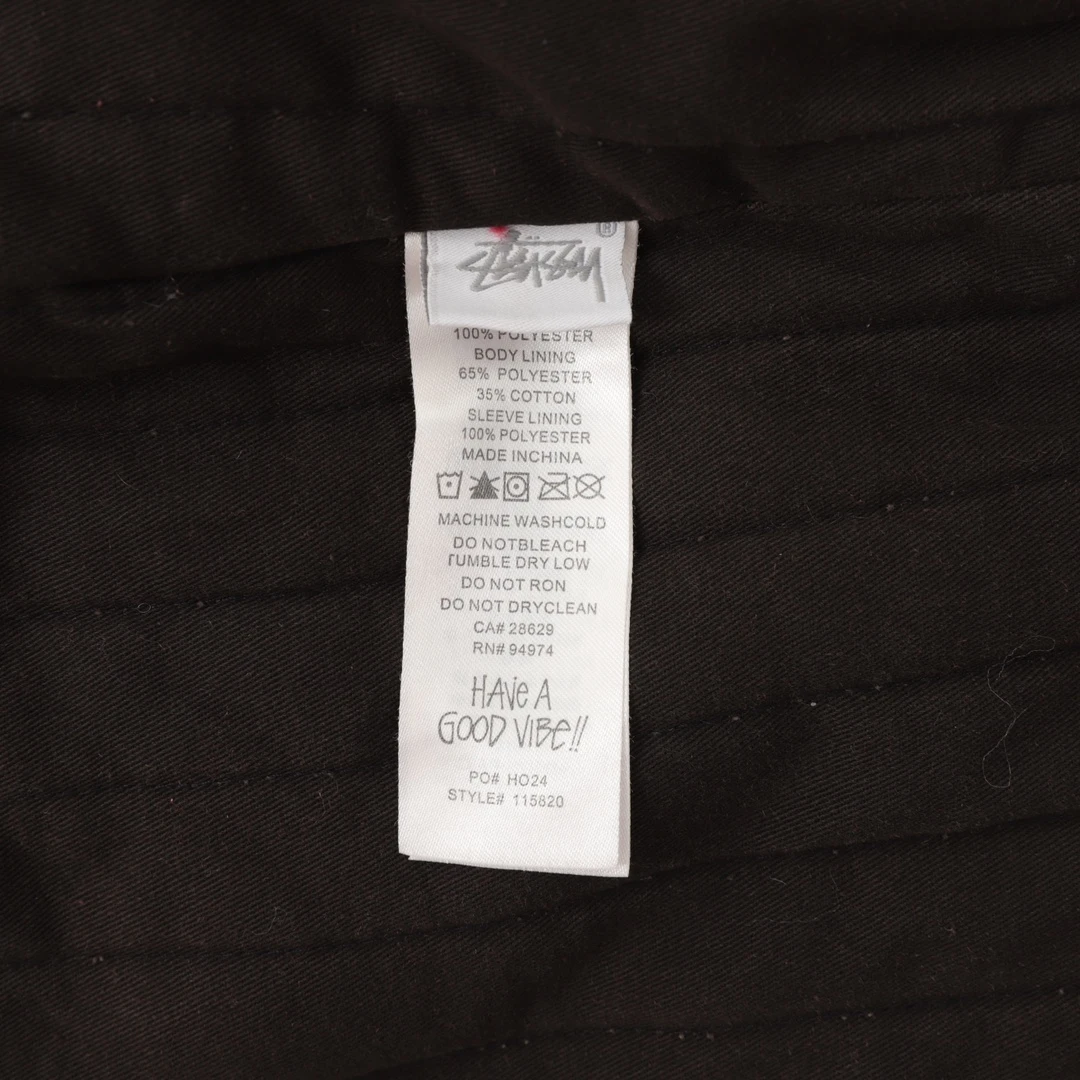 STÜSSY ®
100% POLYESTER
BODY LINING
65% POLYESTER
35% COTTON
SLEEVE LINING
100% POLYESTER
MADE INCHINA
MACHINE WASHCOLD
DO NOTBLEACH
TUMBLE DRY LOW
DO NOT RON
DO NOT DRYCLEAN
CA# 28629
RN# 94974
HAVE A
GOOD VIBE!!
PO# HO24
STYLE# 115820